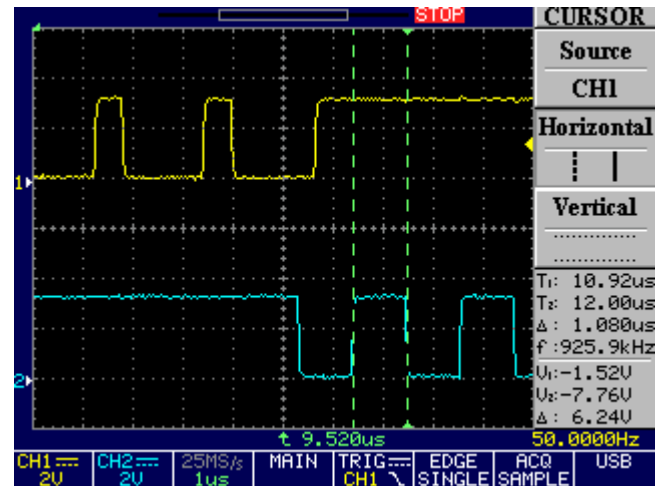 STOP
CURSOR
Source
CH1
Horizontal
Vertical
1
2
T1: 10.92us
T2: 12.00us
Δ: 1.080us
f :925.9kHz
V1:-1.52V
V2:-7.76V
Δ: 6.24V
9.520us
50.0000Hz
CH1 CH2 25MS/s MAIN TRIG EDGE ACQ USB
2V 2V 1us CH1 SINGLE SAMPLE